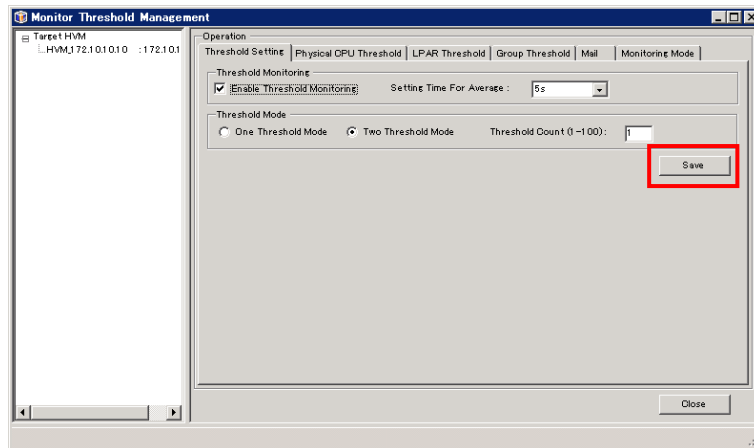 Monitor Threshold Management
Target HVM
HVM_172.10.10.10 :172.10.1
Operation
Threshold Setting Physical CPU Threshold LPAR Threshold Group Threshold Mail Monitoring Mode
Threshold Monitoring
Enable Threshold Monitoring Setting Time For Average : 5s
Threshold Mode
One Threshold Mode Two Threshold Mode Threshold Count (1-100) : 1
Save
Close